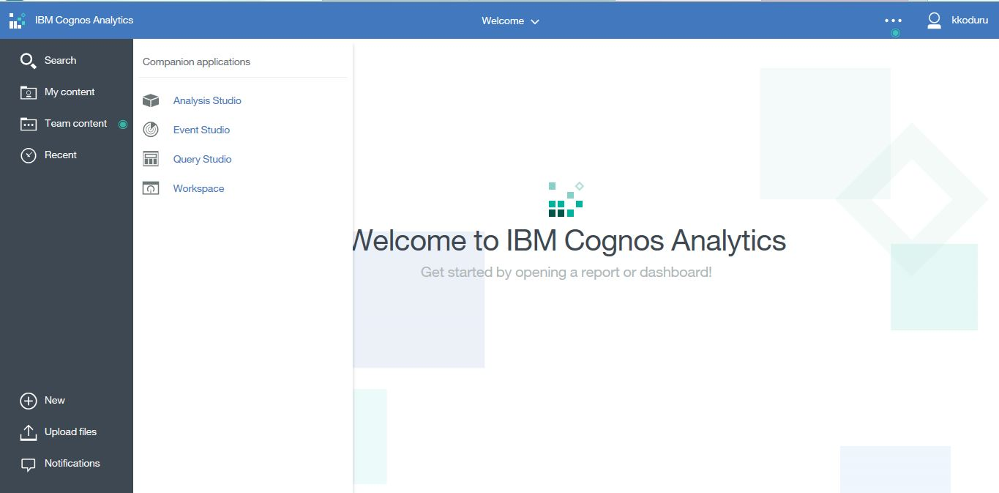 IBM Cognos Analytics
Welcome
kkoduru
Search
My content
Team content
Recent
New
Upload files
Notifications
Companion applications
Analysis Studio
Event Studio
Query Studio
Workspace
Welcome to IBM Cognos Analytics
Get started by opening a report or dashboard!